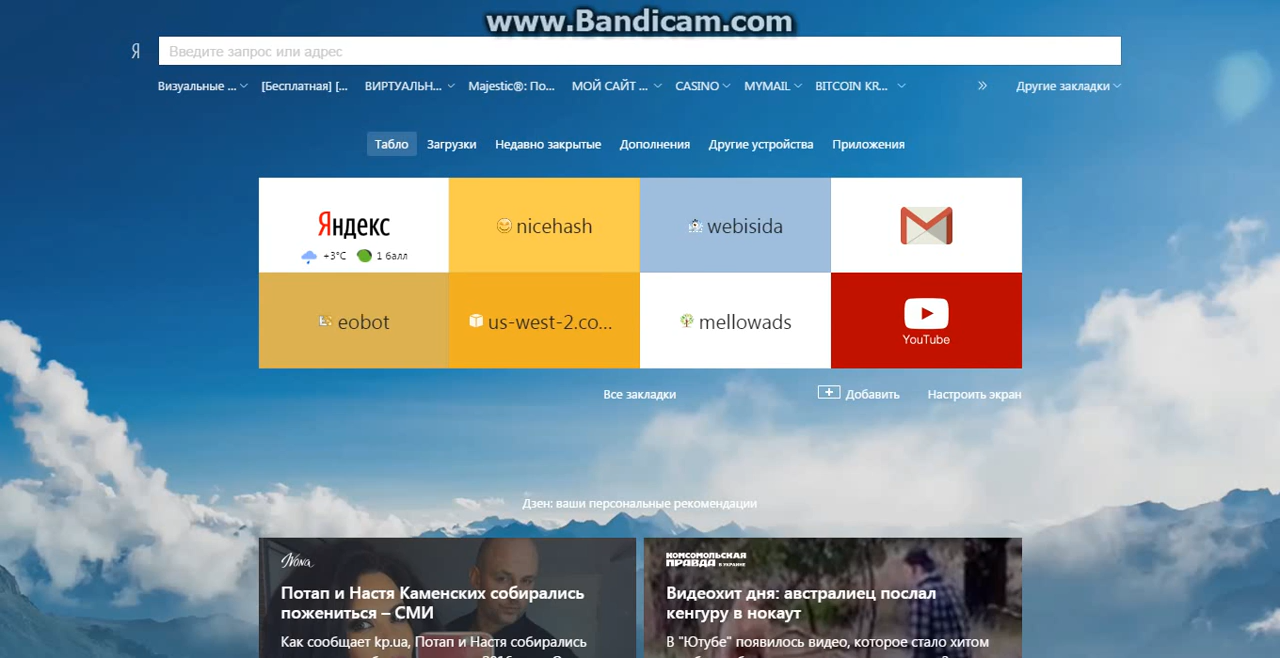 www.Bandicam.com
Я
Введите запрос или адрес
Визуальные ... [Бесплатная] [... ВИРТУАЛЬН... Majestic®: По... МОЙ САЙТ ... CASINO MYMAIL BITCOIN KR... » Другие закладки
Табло Загрузки Недавно закрытые Дополнения Другие устройства Приложения
Яндекс
+3°C 1 балл
nicehash
webisida
eobot
us-west-2.co...
mellowads
YouTube
Все закладки Добавить Настроить экран
Дзен: ваши персональные рекомендации
Nona
Потап и Настя Каменских собирались
пожениться – СМИ
Как сообщает kp.ua, Потап и Настя собирались
КОМСОМОЛЬСКАЯ
ПРАВДА В УКРАИНЕ
Видеохит дня: австралиец послал
кенгуру в нокаут
В "Ютубе" появилось видео, которое стало хитом